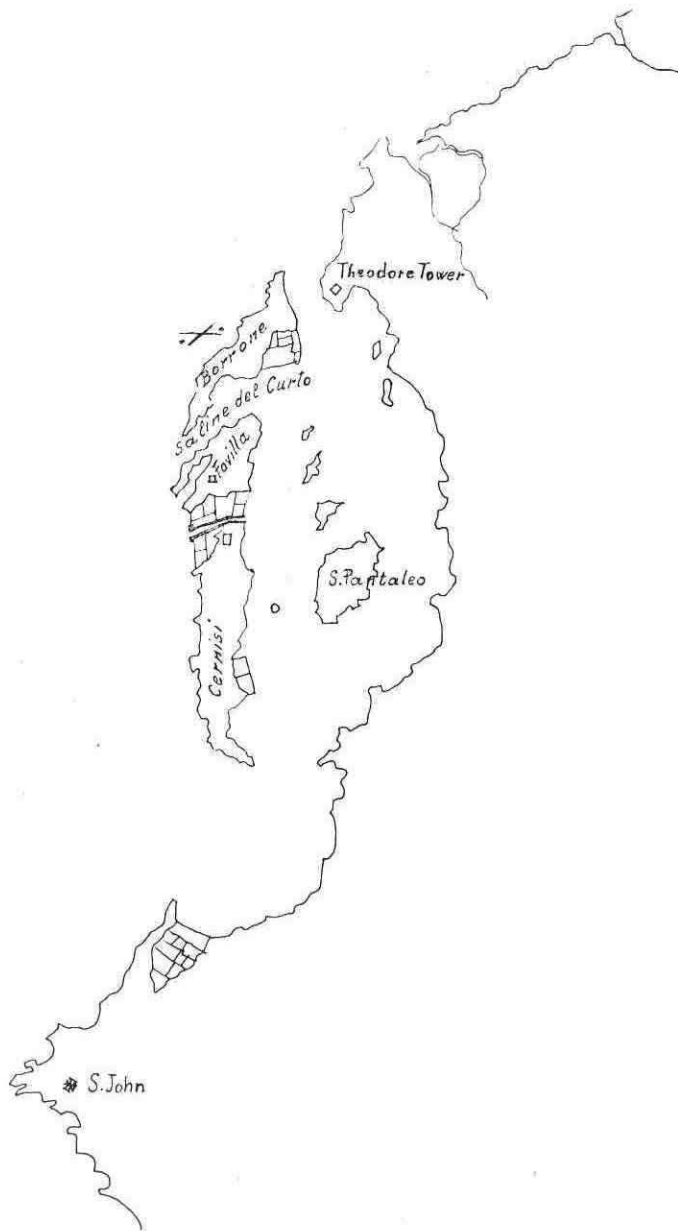 Theodore Tower
Borrone
Saline del Curto
Favilla
S. Pantaleo
Cernisi
S. John